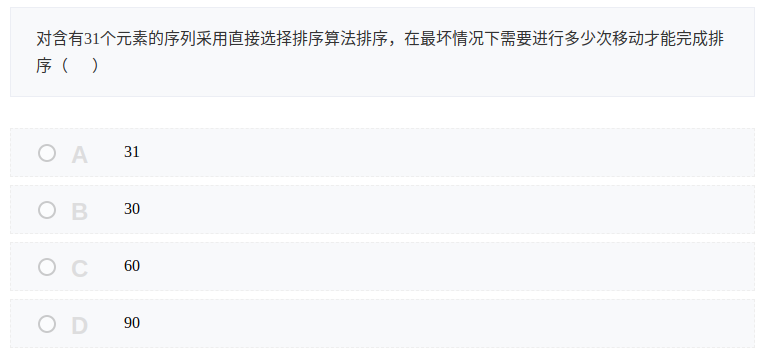 对含有31个元素的序列采用直接选择排序算法排序，在最坏情况下需要进行多少次移动才能完成排
序（  ）
A 31
B 30
C 60
D 90